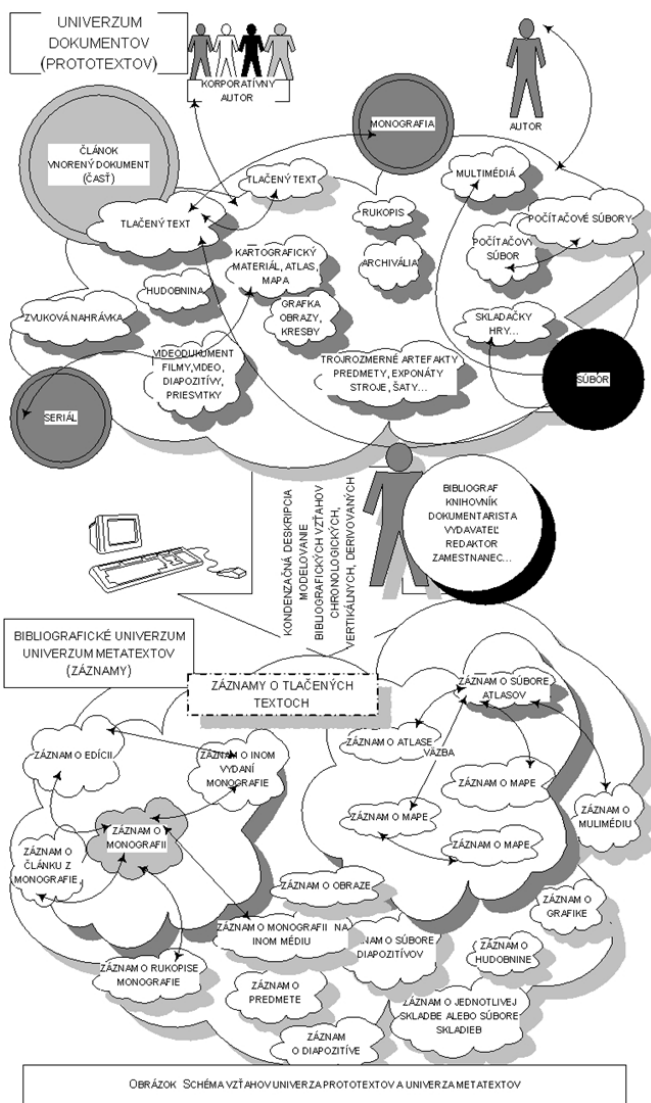 UNIVERZUM
DOKUMENTOV
(PROTOTEXTOV)
KORPORATÍVNY
AUTOR
AUTOR
MONOGRAFIA
ČLÁNOK
VNORENÝ DOKUMENT
(ČASŤ)
TLAČENÝ TEXT
MULTIMÉDIÁ
TLAČENÝ TEXT
RUKOPIS
POČÍTAČOVÉ SÚBORY
KARTOGRAFICKÝ
MATERIÁL, ATLAS,
MAPA
ARCHIVÁLIA
POČÍTAČOVÝ
SÚBOR
HUDOBNINA
GRAFIKA
OBRAZY,
KRESBY
ZVUKOVÁ NAHRÁVKA
SKLADAČKY
HRY...
VIDEODUKUMENT
FILMY,VIDEO,
DIAPOZITÍVY,
PRIESVITKY
TROJROZMERNÉ ARTEFAKTY
PREDMETY, EXPONÁTY
STROJE, ŠATY...
SERIÁL
SÚBOR
BIBLIOGRAF
KNIHOVNÍK
DOKUMENTARISTA
VYDAVATEĽ
REDAKTOR
ZAMESTNANEC...
KONDENZAČNÁ DESKRIPCIA
MODELOVANIE
BIBLIOGRAFICKÝCH VZŤAHOV
CHRONOLOGICKÝCH,
VERTIKÁLNYCH, DERIVOVANÝCH
BIBLIOGRAFICKÉ UNIVERZUM
UNIVERZUM METATEXTOV
(ZÁZNAMY)
ZÁZNAMY O TLAČENÝCH
TEXTOCH
ZÁZNAM O SÚBORE
ATLASOV
ZÁZNAM O EDÍCII
ZÁZNAM O INOM
VYDANÍ
MONOGRAFIE
ZÁZNAM O ATLASE
VÄZBA
ZÁZNAM O MAPE
ZÁZNAM O
MONOGRAFII
ZÁZNAM O MAPE
ZÁZNAM O
MULIMÉDIU
ZÁZNAM O
ČLÁNKU Z
MONOGRAFIE
ZÁZNAM O MAPE
ZÁZNAM O OBRAZE
ZÁZNAM O
GRAFIKE
ZÁZNAM O MONOGRAFII NA
INOM MÉDIU
NAM O SÚBORE
DIAPOZITÍVOV
ZÁZNAM O
HUDOBNINE
ZÁZNAM O RUKOPISE
MONOGRAFIE
ZÁZNAM O
PREDMETE
ZÁZNAM O JEDNOTLIVEJ
SKLADBE ALEBO SÚBORE
SKLADIEB
ZÁZNAM
O DIAPOZITÍVE
OBRÁZOK SCHÉMA VZŤAHOV UNIVERZA PROTOTEXTOV A UNIVERZA METATEXTOV